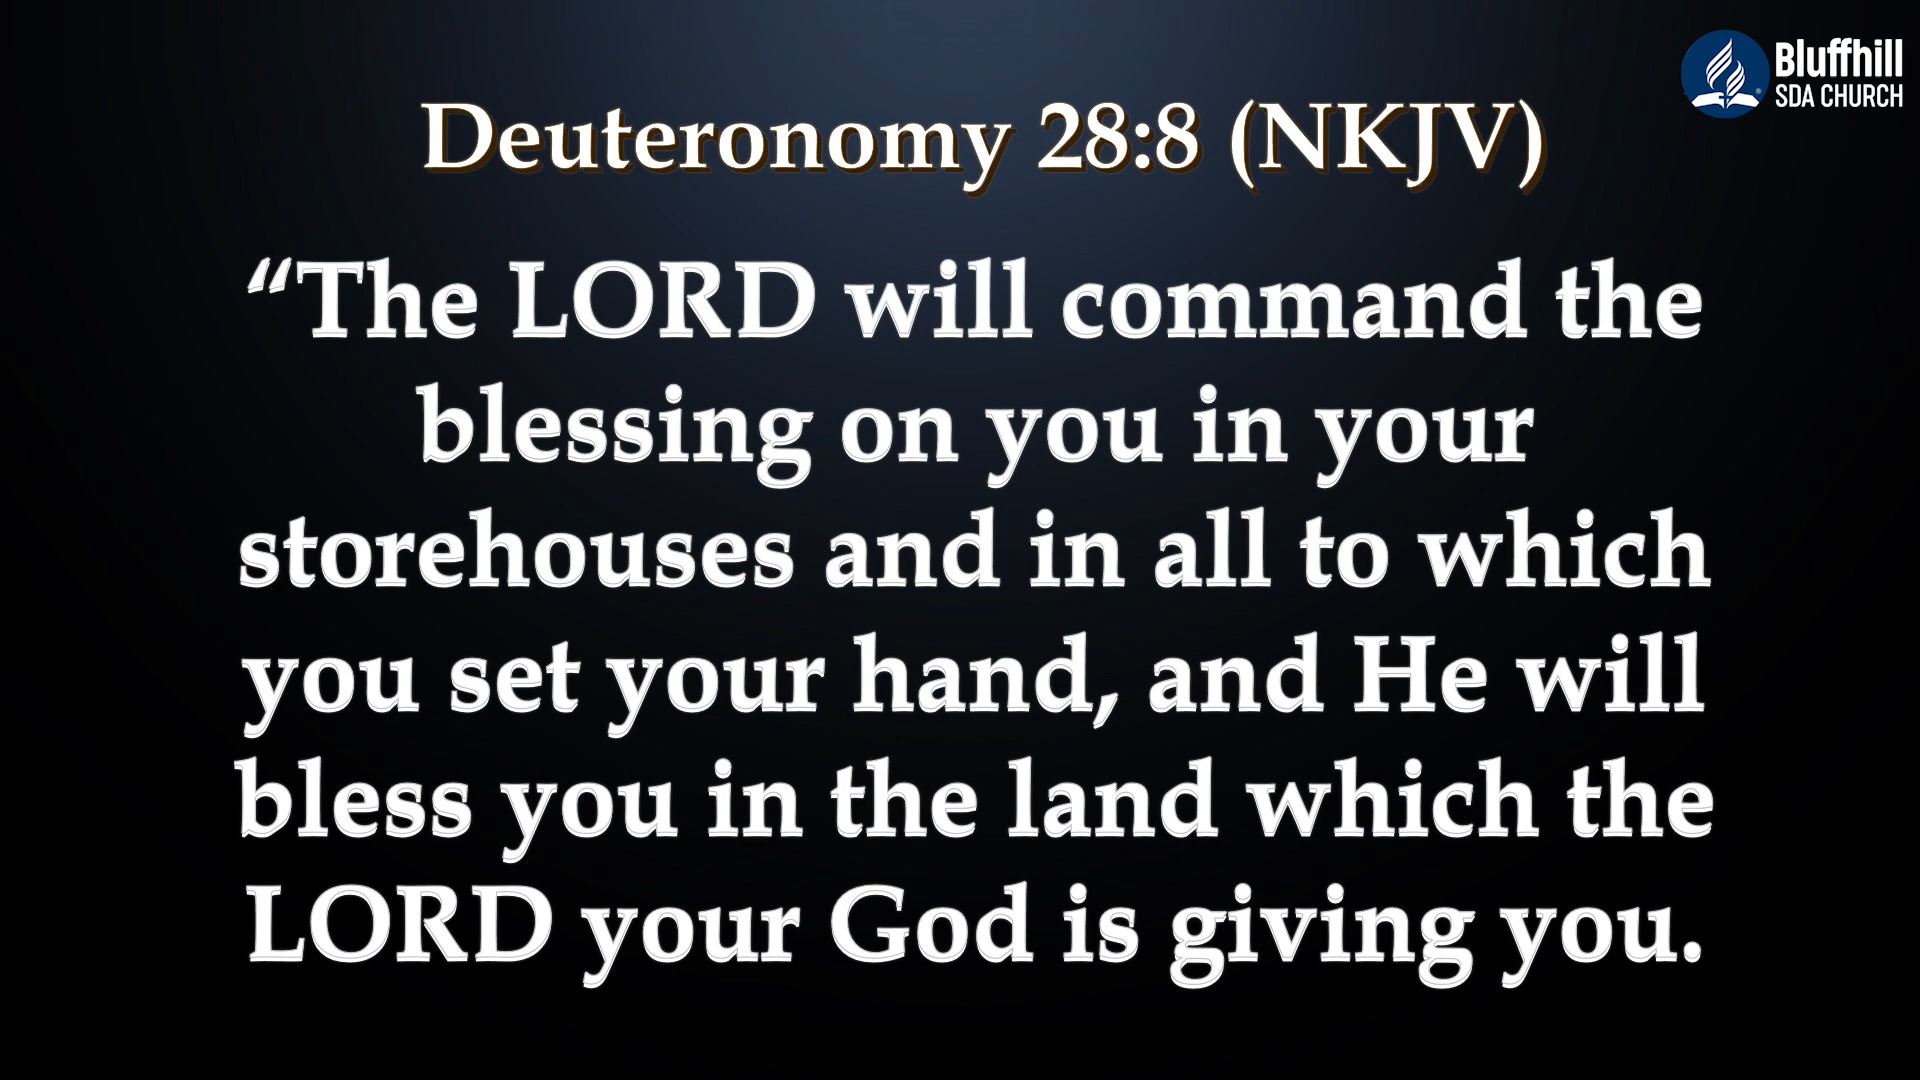 Bluffhill
SDA CHURCH
Deuteronomy 28:8 (NKJV)
“The LORD will command the
blessing on you in your
storehouses and in all to which
you set your hand, and He will
bless you in the land which the
LORD your God is giving you.